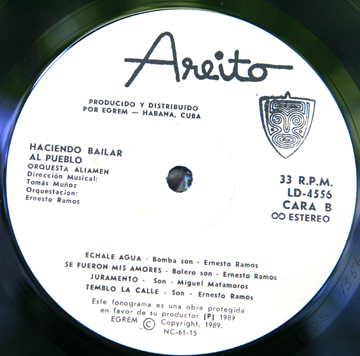 Areito
PRODUCIDO Y DISTRIBUIDO
POR EGREM — HABANA, CUBA
HACIENDO BAILAR
AL PUEBLO
ORQUESTA ALIAMEN
Dirección Musical:
Tomás Muñoz
Orquestación:
Ernesto Ramos
33 R.P.M.
LD-4556
CARA B
OO ESTEREO
ECHALE AGUA - Bomba son - Ernesto Ramos
SE FUERON MIS AMORES - Bolero son - Ernesto Ramos
JURAMENTO - Son - Miguel Matamoros
TEMBLO LA CALLE - Son - Ernesto Ramos
Este fonograma es una obra protegida
en favor de su productor (P) 1989
EGREM © Copyright, 1989.
NC-61-15